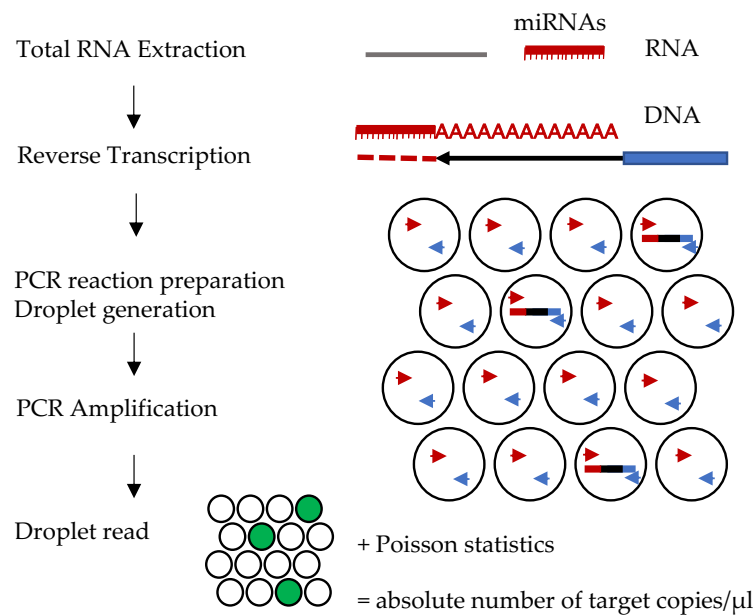 miRNAs
Total RNA Extraction
RNA
DNA
AAAAAAAAAAAAA
Reverse Transcription
PCR reaction preparation
Droplet generation
PCR Amplification
Droplet read
+ Poisson statistics
= absolute number of target copies/µl